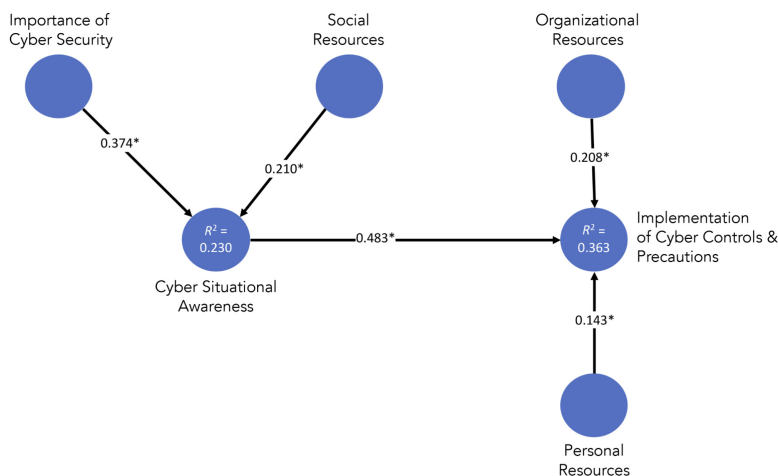 Importance of
Cyber Security
Social
Resources
Organizational
Resources
0.374*
0.210*
0.208*
R² =
0.230
Cyber Situational
Awareness
0.483*
R² =
0.363
Implementation
of Cyber Controls &
Precautions
0.143*
Personal
Resources